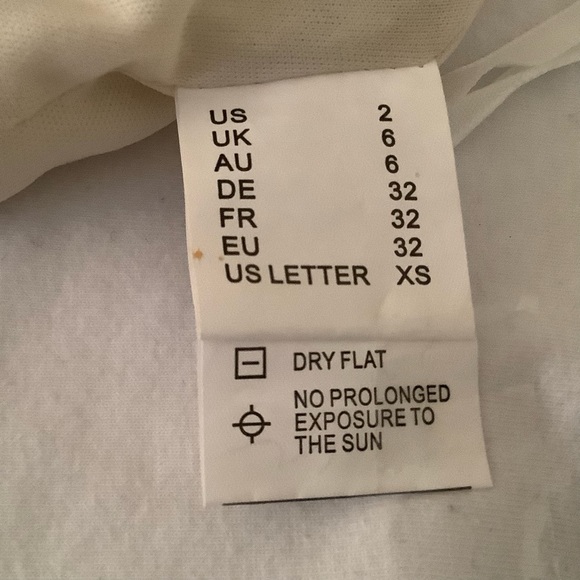 US 2
UK 6
AU 6
DE 32
FR 32
EU 32
US LETTER XS
DRY FLAT
NO PROLONGED
EXPOSURE TO
THE SUN